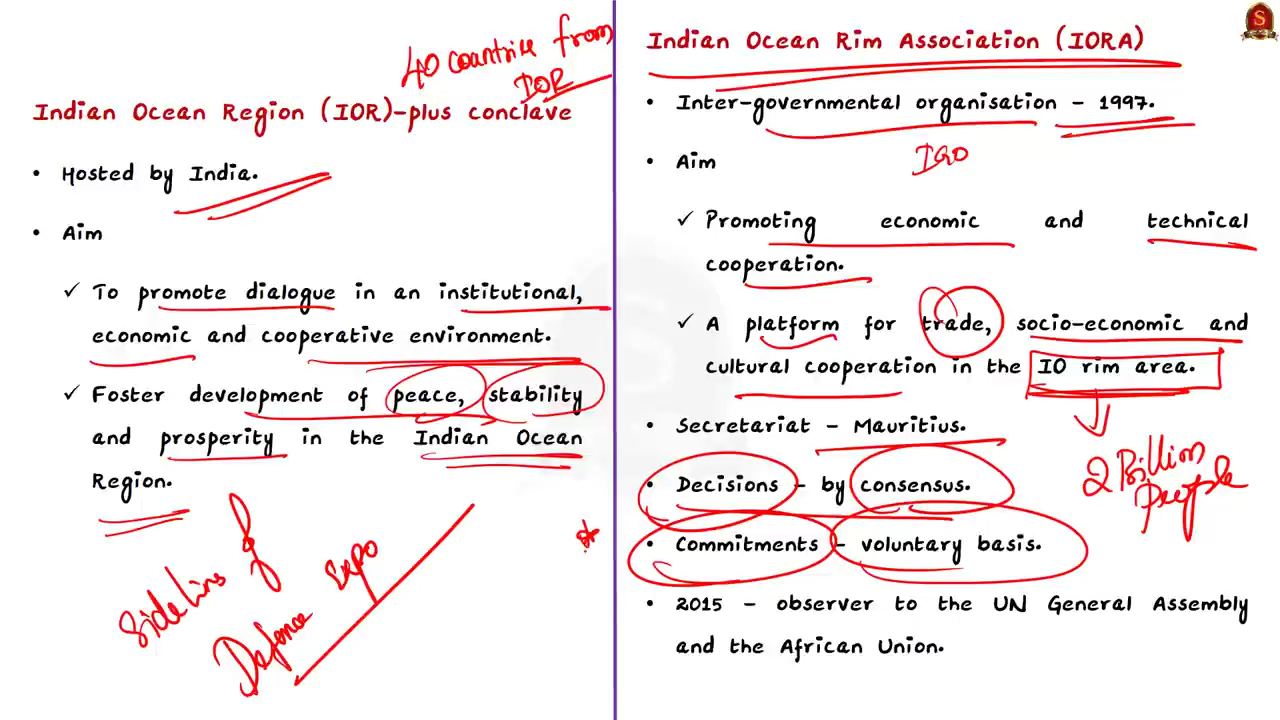 40 countries from
IOR
Indian Ocean Region (IOR)-plus conclave
• Hosted by India.
• Aim
✓ To promote dialogue in an institutional,
economic and cooperative environment.
✓ Foster development of peace, stability
and prosperity in the Indian Ocean
Region.
Sidelins of
Defence Expo
S
Indian Ocean Rim Association (IORA)
• Inter-governmental organisation - 1997.
IGO
• Aim
✓ Promoting economic and technical
cooperation.
✓ A platform for trade, socio-economic and
cultural cooperation in the IO rim area.
• Secretariat - Mauritius.
2 Billion
People
• Decisions - by consensus.
• Commitments - voluntary basis.
• 2015 - observer to the UN General Assembly
and the African Union.